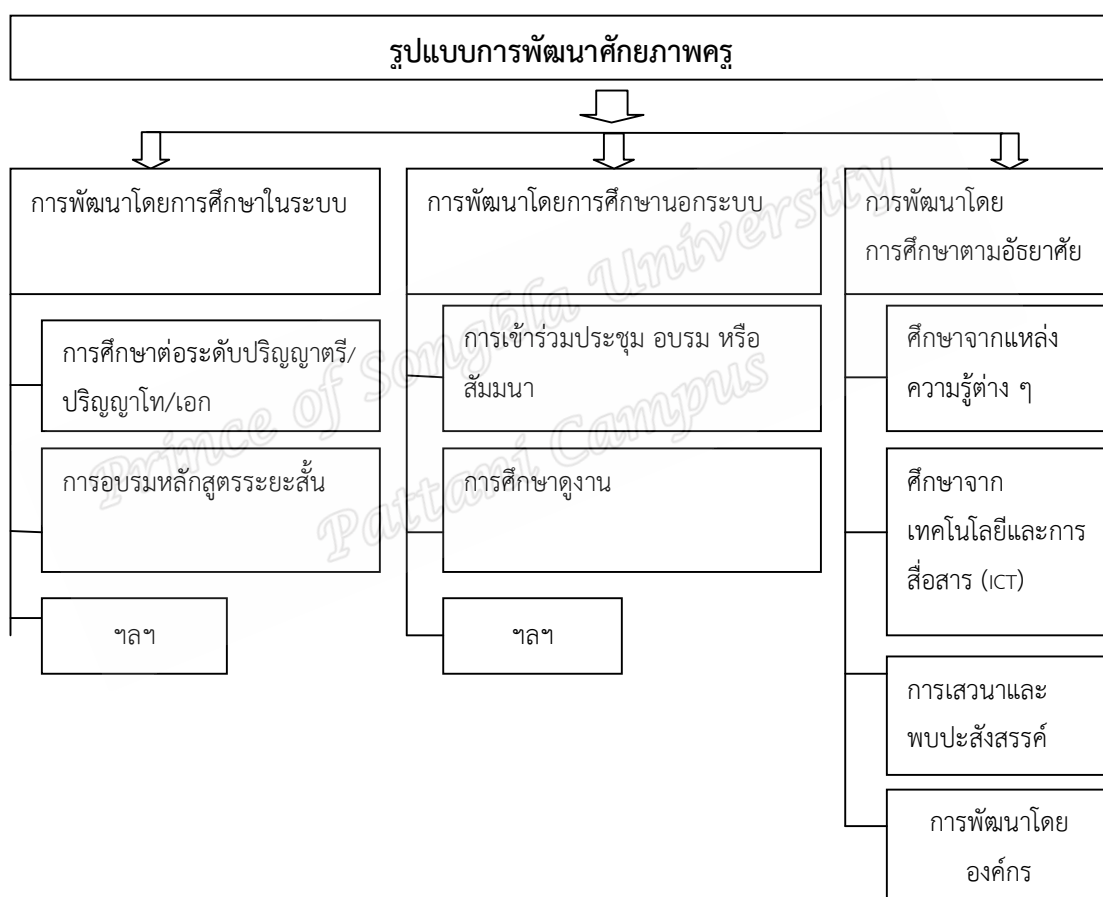 รูปแบบการพัฒนาศักยภาพครู
การพัฒนาโดยการศึกษาในระบบ
การศึกษาต่อระดับปริญญาตรี/
ปริญญาโท/เอก
การอบรมหลักสูตรระยะสั้น
ฯลฯ
การพัฒนาโดยการศึกษานอกระบบ
การเข้าร่วมประชุม อบรม หรือ
สัมมนา
การศึกษาดูงาน
ฯลฯ
การพัฒนาโดย
การศึกษาตามอัธยาศัย
ศึกษาจากแหล่ง
ความรู้ต่าง ๆ
ศึกษาจาก
เทคโนโลยีและการ
สื่อสาร (ICT)
การเสวนาและ
พบปะสังสรรค์
การพัฒนาโดย
องค์กร
Prince of Songkla University
Pattani Campus